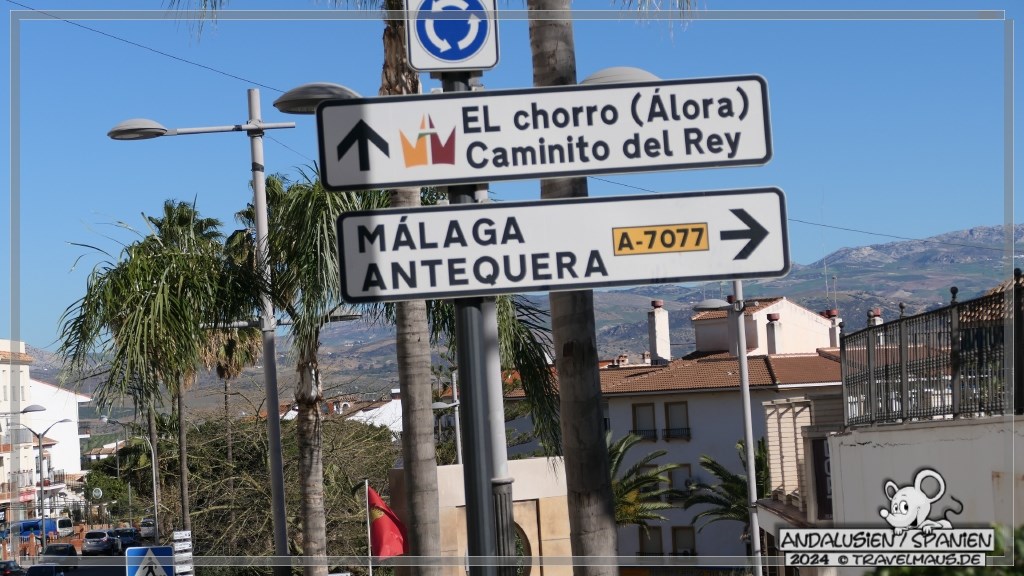 EL chorro (Álora)
Caminito del Rey
MÁLAGA
ANTEQUERA
A-7077
ANDALUSIEN / SPANIEN
2024 © TRAVELMAUS.DE